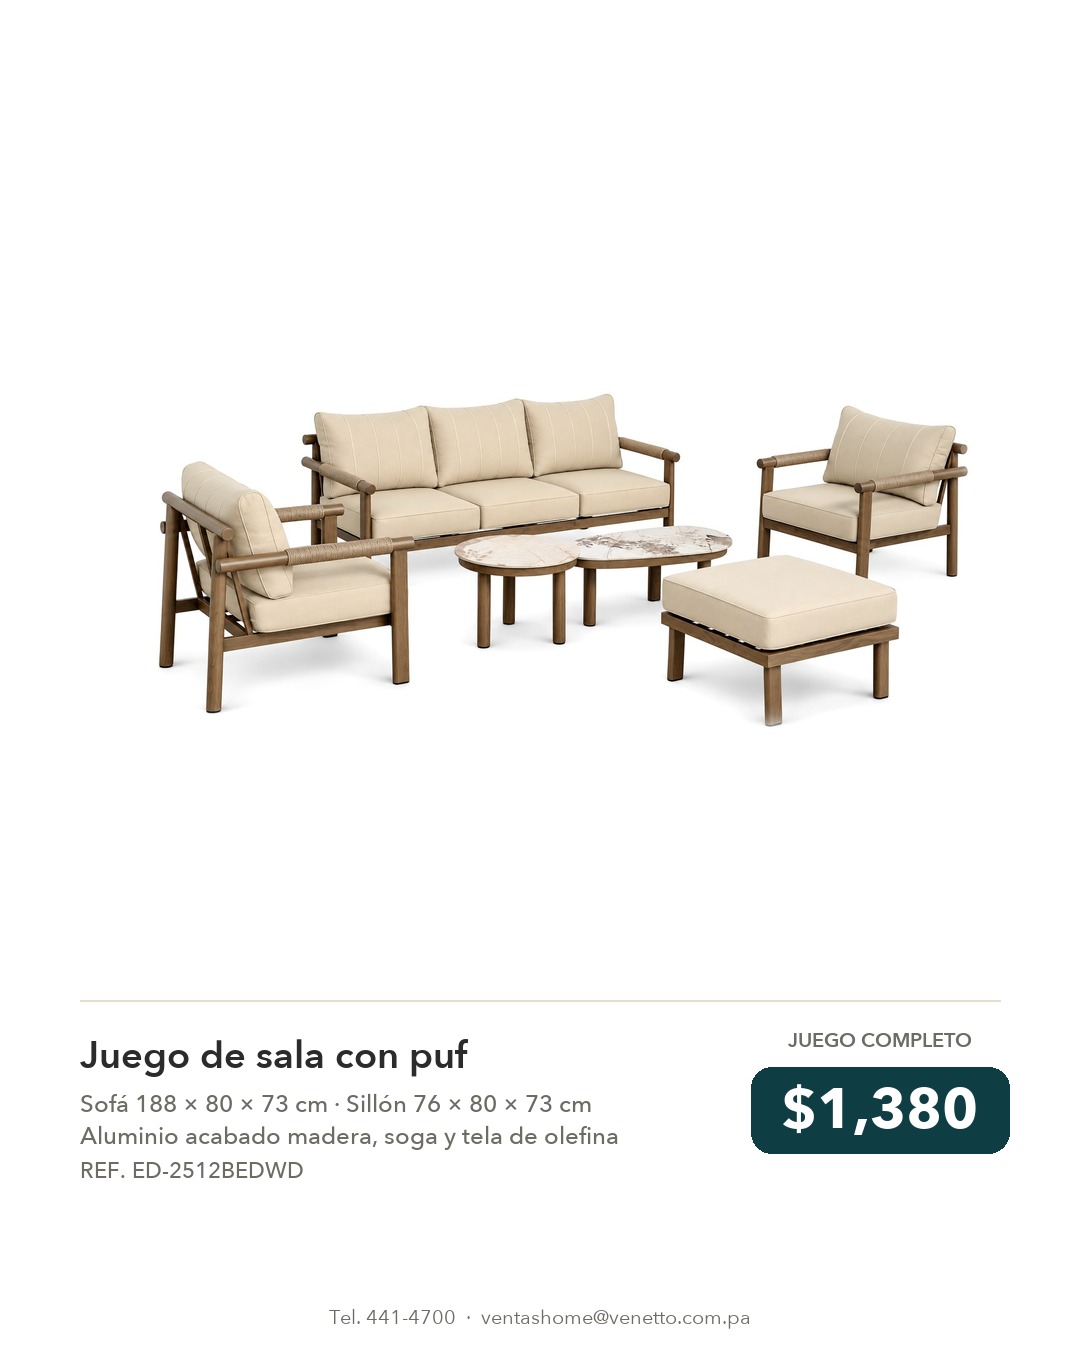 Juego de sala con puf
Sofá 188 × 80 × 73 cm · Sillón 76 × 80 × 73 cm
Aluminio acabado madera, soga y tela de olefina
REF. ED-2512BEDWD
JUEGO COMPLETO
$1,380
Tel. 441-4700 · ventashome@venetto.com.pa